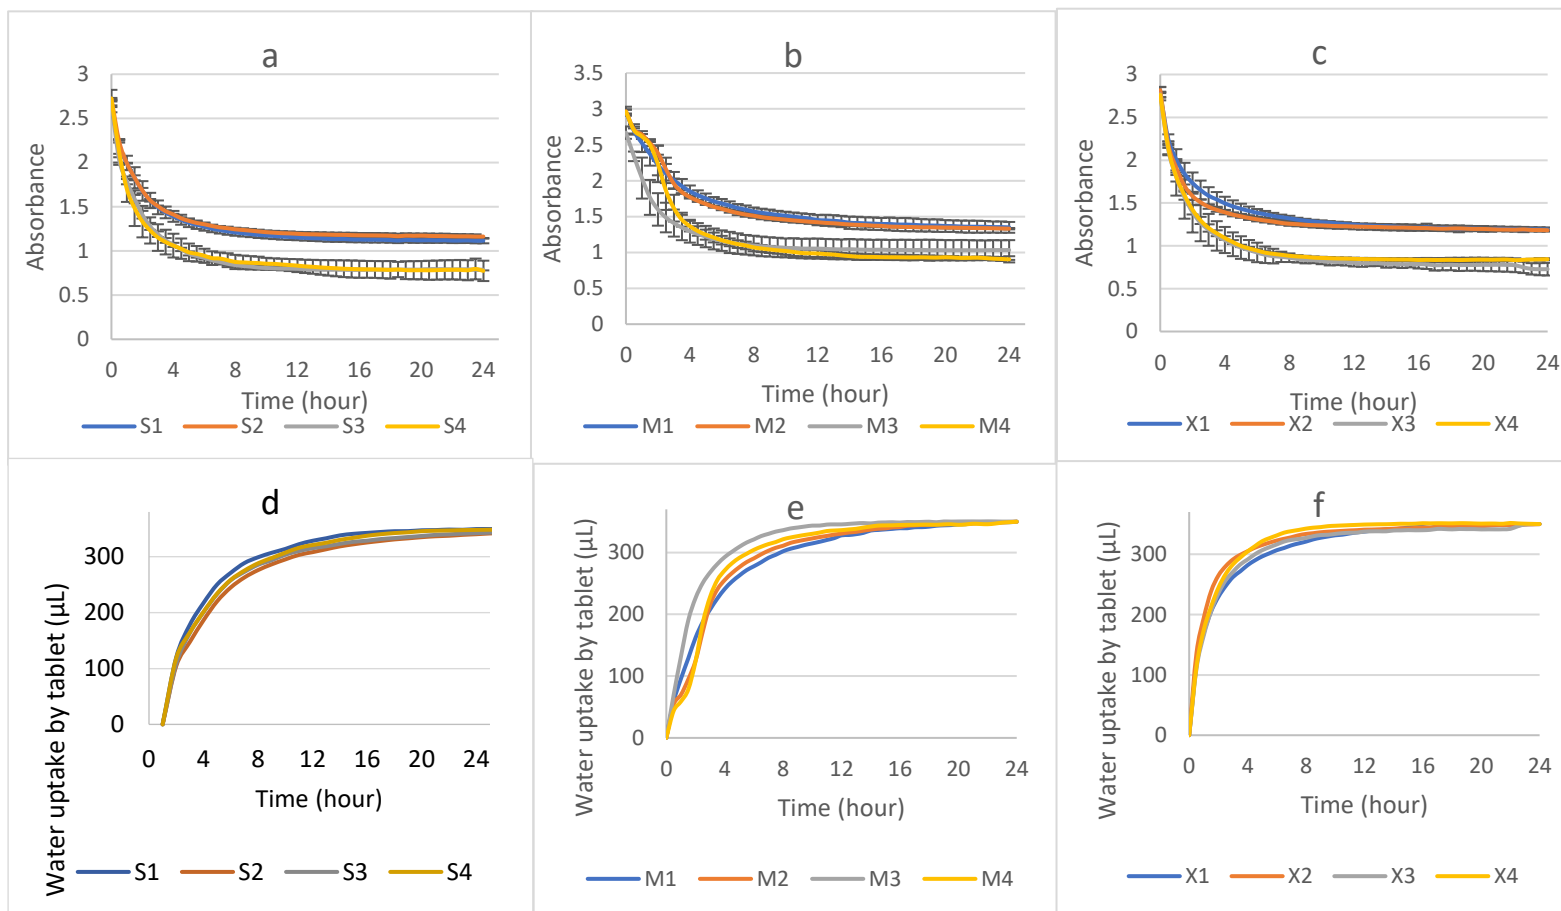 a
Absorbance
3
2.5
2
1.5
1
0.5
0
0 4 8 12 16 20 24
Time (hour)
S1 S2 S3 S4
b
Absorbance
3.5
3
2.5
2
1.5
1
0.5
0
0 4 8 12 16 20 24
Time (hour)
M1 M2 M3 M4
c
Absorbance
3
2.5
2
1.5
1
0.5
0
0 4 8 12 16 20 24
Time (hour)
X1 X2 X3 X4
d
Water uptake by tablet (µL)
300
200
100
0
0 4 8 12 16 20 24
Time (hour)
S1 S2 S3 S4
e
Water uptake by tablet (µL)
300
200
100
0
0 4 8 12 16 20 24
Time (hour)
M1 M2 M3 M4
f
Water uptake by tablet (µL)
300
200
100
0
0 4 8 12 16 20 24
Time (hour)
X1 X2 X3 X4